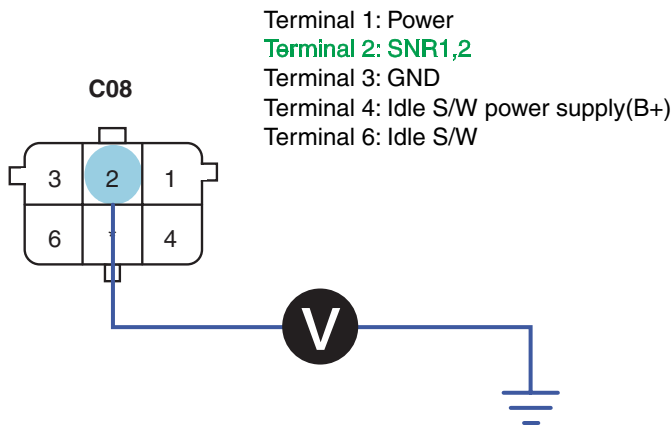 Terminal 1: Power
Terminal 2: SNR1,2
Terminal 3: GND
Terminal 4: Idle S/W power supply(B+)
Terminal 6: Idle S/W
C08
3 2 1
6 * 4
V